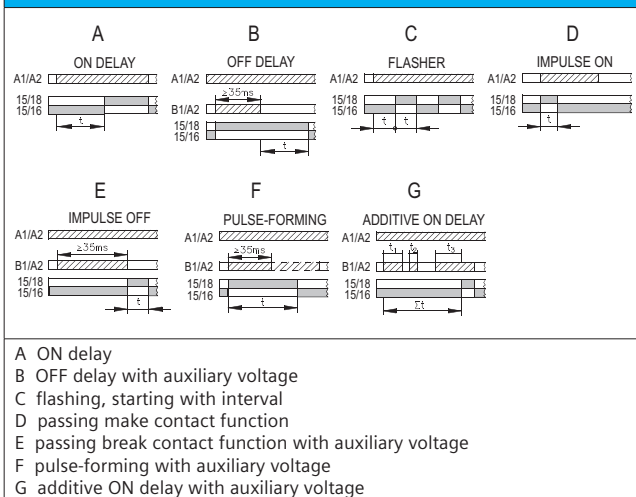 A B C D
ON DELAY OFF DELAY FLASHER IMPULSE ON
A1/A2 A1/A2 A1/A2 A1/A2
≥35ms
15/18 B1/A2 15/18 15/18
15/16 15/16 15/16
15/18
15/16
t t t t t
E F G
IMPULSE OFF PULSE-FORMING ADDITIVE ON DELAY
A1/A2 A1/A2 A1/A2
≥35ms ≥35ms t₁ t₂ t₃
B1/A2 B1/A2 B1/A2
15/18 15/18 15/18
15/16 15/16 15/16
t t Σt
A ON delay
B OFF delay with auxiliary voltage
C flashing, starting with interval
D passing make contact function
E passing break contact function with auxiliary voltage
F pulse-forming with auxiliary voltage
G additive ON delay with auxiliary voltage